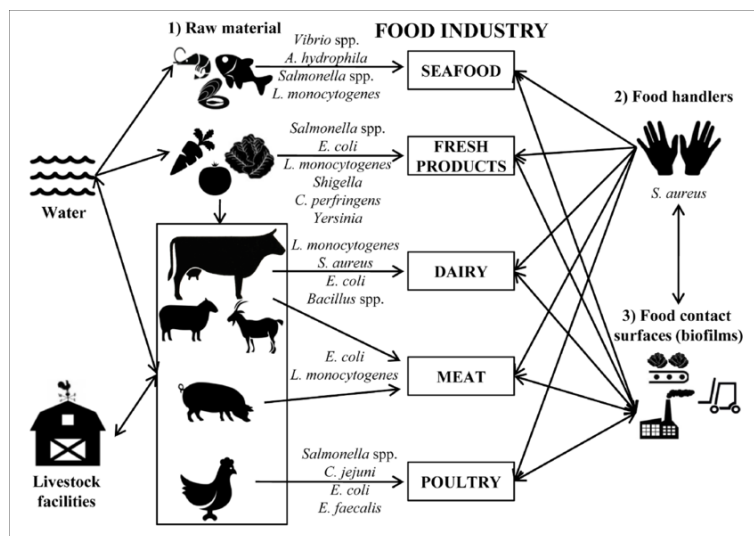 1) Raw material
FOOD INDUSTRY
Vibrio spp.
A. hydrophila
Salmonella spp.
L. monocytogenes
SEAFOOD
2) Food handlers
Salmonella spp.
E. coli
L. monocytogenes
Shigella
C. perfringens
Yersinia
FRESH
PRODUCTS
S. aureus
Water
L. monocytogenes
S. aureus
E. coli
Bacillus spp.
DAIRY
3) Food contact
surfaces (biofilms)
E. coli
L. monocytogenes
MEAT
Livestock
facilities
Salmonella spp.
C. jejuni
E. coli
E. faecalis
POULTRY